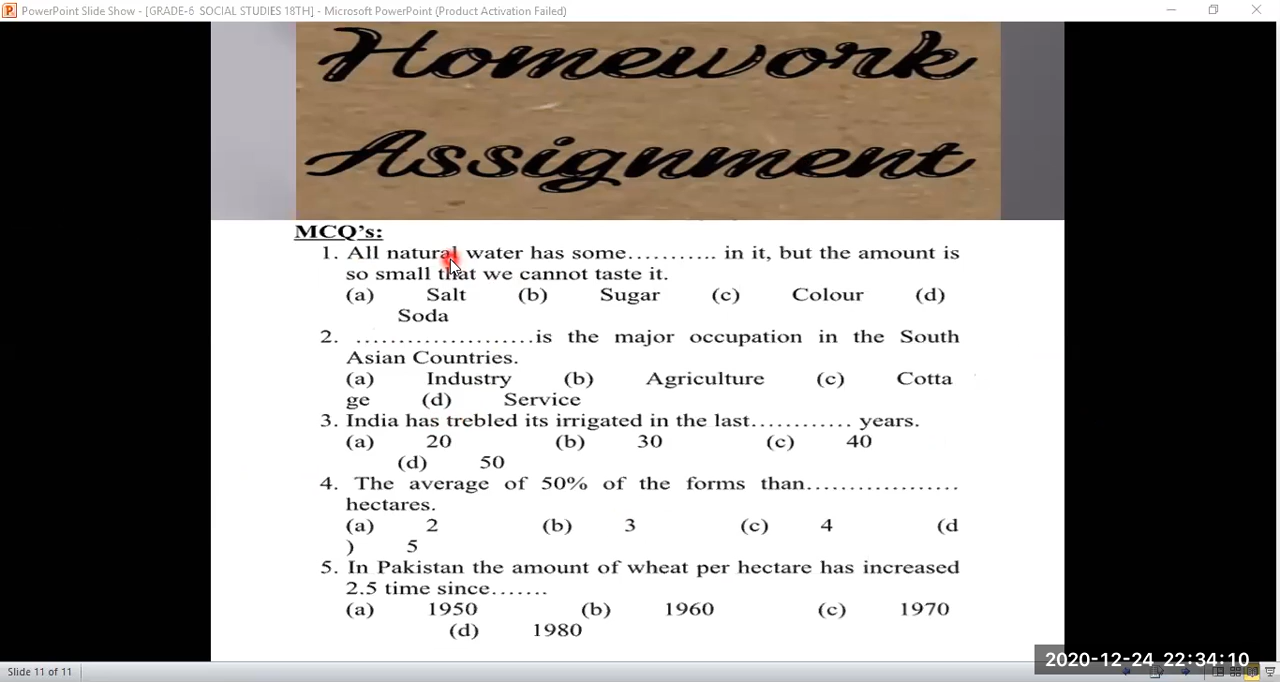 PowerPoint Slide Show - [GRADE-6 SOCIAL STUDIES 18TH] - Microsoft PowerPoint (Product Activation Failed)
Homework
Assignment
MCQ's:
1. All natural water has some……….. in it, but the amount is
so small that we cannot taste it.
(a) Salt (b) Sugar (c) Colour (d)
Soda
2. …………………is the major occupation in the South
Asian Countries.
(a) Industry (b) Agriculture (c) Cotta
ge (d) Service
3. India has trebled its irrigated in the last………… years.
(a) 20 (b) 30 (c) 40
(d) 50
4. The average of 50% of the forms than………………
hectares.
(a) 2 (b) 3 (c) 4 (d
) 5
5. In Pakistan the amount of wheat per hectare has increased
2.5 time since…….
(a) 1950 (b) 1960 (c) 1970
(d) 1980
2020-12-24 22:34:10
Slide 11 of 11